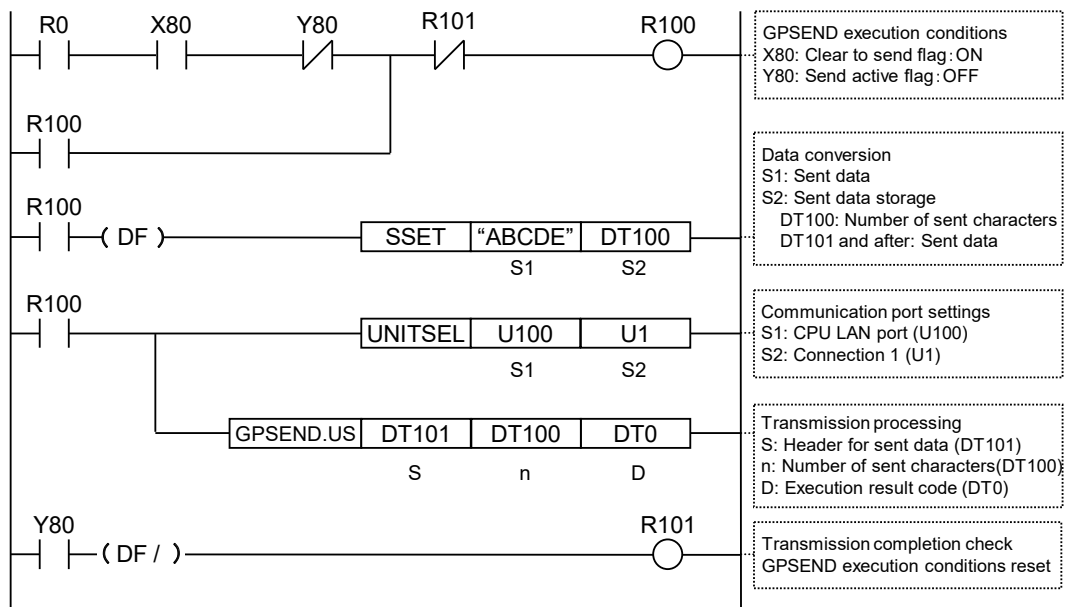 R0 X80 Y80 R101 R100
GPSEND execution conditions
X80: Clear to send flag:ON
Y80: Send active flag:OFF
R100
Data conversion
S1: Sent data
S2: Sent data storage
DT100: Number of sent characters
DT101 and after: Sent data
R100
( DF )
SSET "ABCDE" DT100
S1 S2
R100
Communication port settings
S1: CPU LAN port (U100)
S2: Connection 1 (U1)
UNITSEL U100 U1
S1 S2
Transmission processing
S: Header for sent data (DT101)
n: Number of sent characters(DT100)
D: Execution result code (DT0)
GPSEND.US DT101 DT100 DT0
S n D
Y80 R101
( DF / )
Transmission completion check
GPSEND execution conditions reset